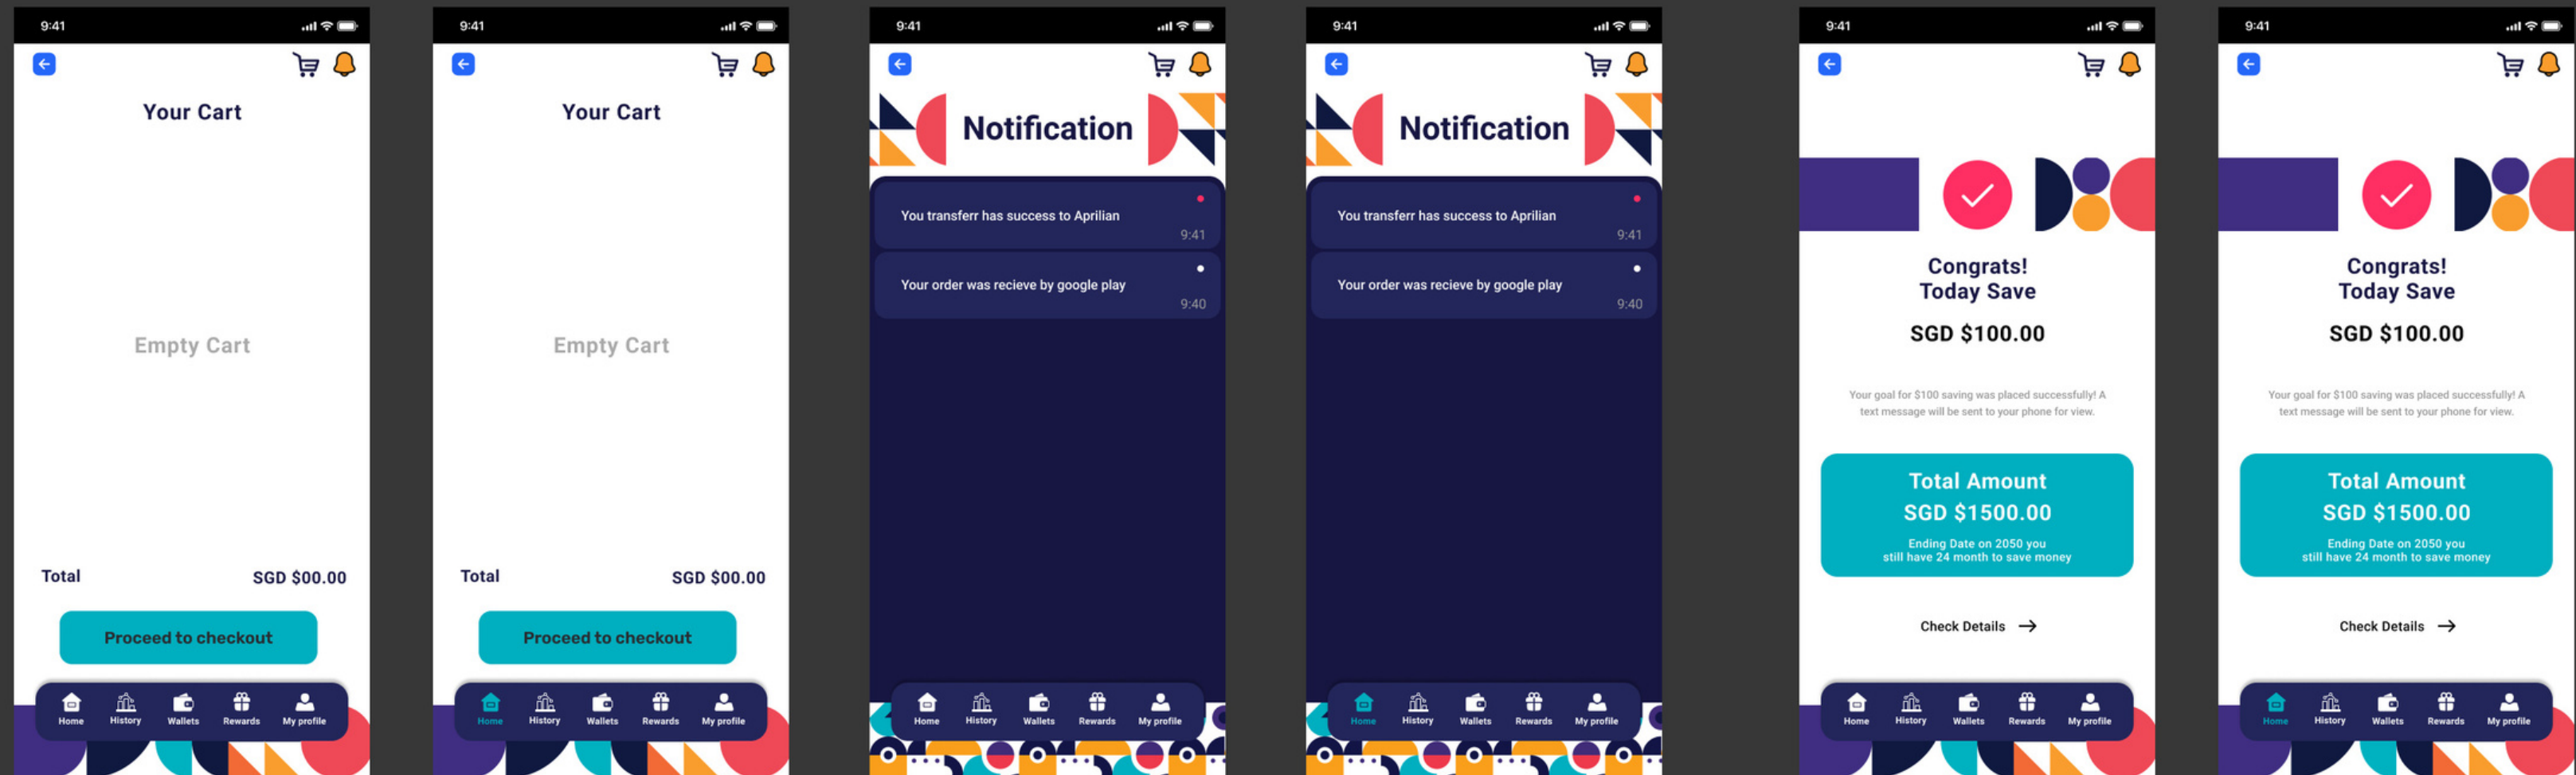 9:41
Your Cart
Empty Cart
Total SGD $00.00
Proceed to checkout
Home History Wallets Rewards My profile
9:41
Your Cart
Empty Cart
Total SGD $00.00
Proceed to checkout
Home History Wallets Rewards My profile
9:41
Notification
You transferr has success to Aprilian
9:41
Your order was recieve by google play
9:40
Home History Wallets Rewards My profile
9:41
Notification
You transferr has success to Aprilian
9:41
Your order was recieve by google play
9:40
Home History Wallets Rewards My profile
9:41
Congrats!
Today Save
SGD $100.00
Your goal for $100 saving was placed successfully! A
text message will be sent to your phone for view.
Total Amount
SGD $1500.00
Ending Date on 2050 you
still have 24 month to save money
Check Details
Home History Wallets Rewards My profile
9:41
Congrats!
Today Save
SGD $100.00
Your goal for $100 saving was placed successfully! A
text message will be sent to your phone for view.
Total Amount
SGD $1500.00
Ending Date on 2050 you
still have 24 month to save money
Check Details
Home History Wallets Rewards My profile